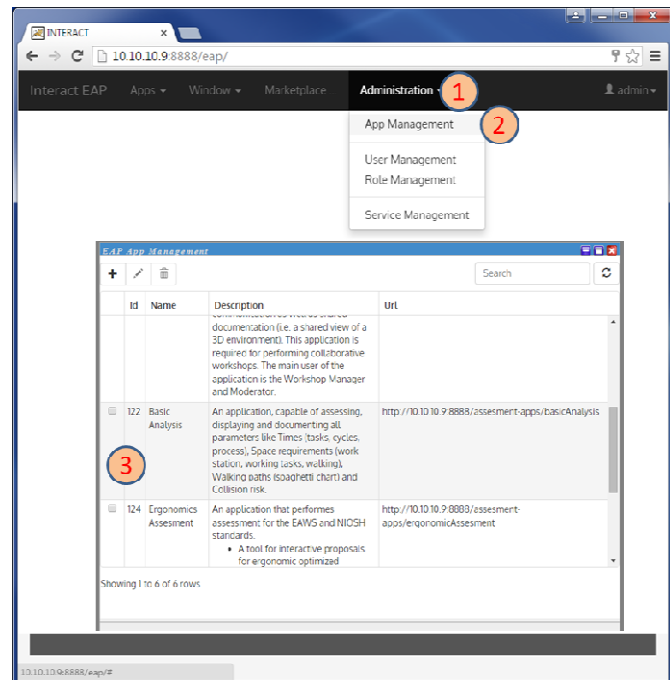 INTERACT
10.10.10.9:8888/eap/
Interact EAP Apps Window Marketplace Administration 1 admin
App Management 2
User Management
Role Management
Service Management
EAP App Management
Search
Id Name Description Url
documentation (i.e. a shared view of a
3D environment). This application is
required for performing collaborative
workshops. The main user of the
application is the Workshop Manager
and Moderator.
122 Basic An application, capable of assessing, http://10.10.10.9:8888/assesment-apps/basicAnalysis
Analysis displaying and documenting all
parameters like Times (tasks, cycles,
process), Space requirements (work
station, working tasks, walking),
3 Walking paths (spaghetti chart) and
Collision risk.
124 Ergonomics An application that performes http://10.10.10.9:8888/assesment-
Assesment assessment for the EAWS and NIOSH apps/ergonomicAssesment
standards.
• A tool for interactive proposals
for ergonomic optimized
Showing 1 to 6 of 6 rows
10.10.10.9:8888/eap/#